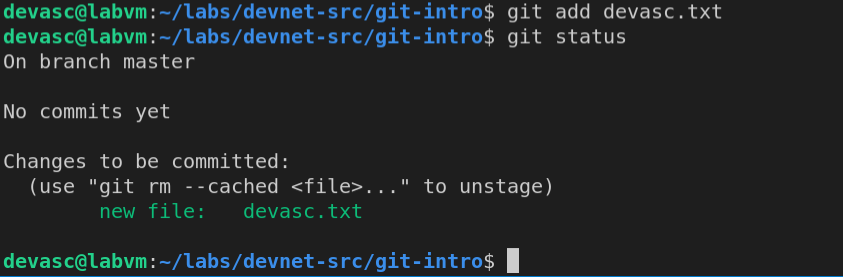 devasc@labvm:~/labs/devnet-src/git-intro$ git add devasc.txt
devasc@labvm:~/labs/devnet-src/git-intro$ git status
On branch master
No commits yet
Changes to be committed:
  (use "git rm --cached <file>..." to unstage)
        new file:   devasc.txt
devasc@labvm:~/labs/devnet-src/git-intro$